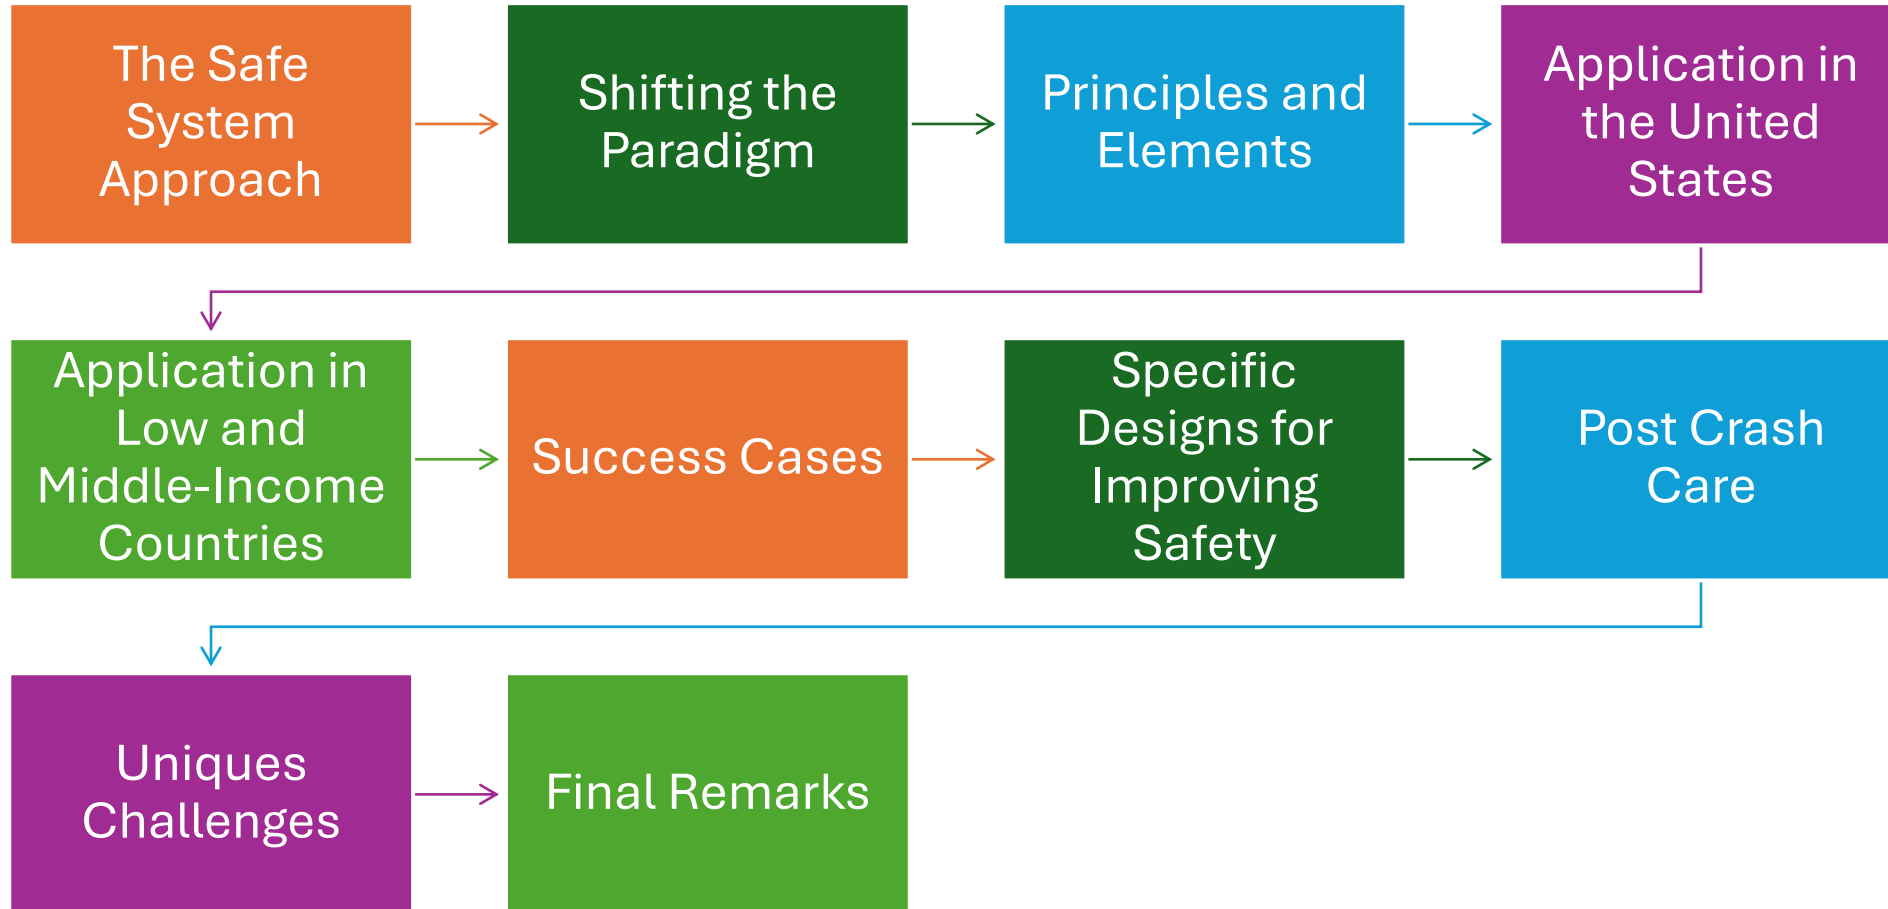 The Safe
System
Approach
Shifting the
Paradigm
Principles and
Elements
Application in
the United
States
Application in
Low and
Middle-Income
Countries
Success Cases
Specific
Designs for
Improving
Safety
Post Crash
Care
Uniques
Challenges
Final Remarks